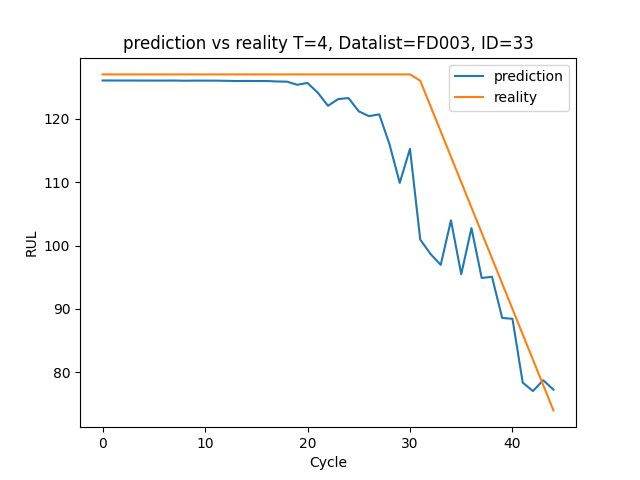 prediction vs reality T=4, Datalist=FD003, ID=33
prediction
reality
RUL
120
110
100
90
80
0
10
20
30
40
Cycle